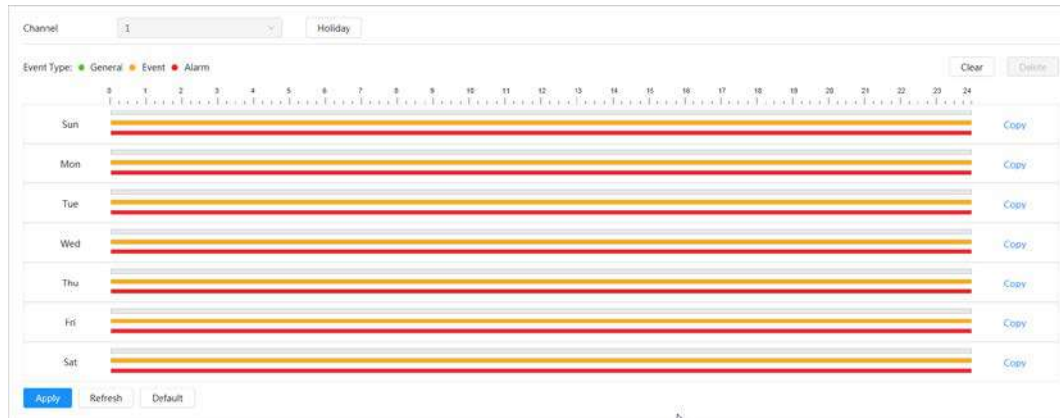 Channel 1 Holiday
Event Type: General Event Alarm Clear Delete
0 1 2 3 4 5 6 7 8 9 10 11 12 13 14 15 16 17 18 19 20 21 22 23 24
Sun Copy
Mon Copy
Tue Copy
Wed Copy
Thu Copy
Fri Copy
Sat Copy
Apply Refresh Default